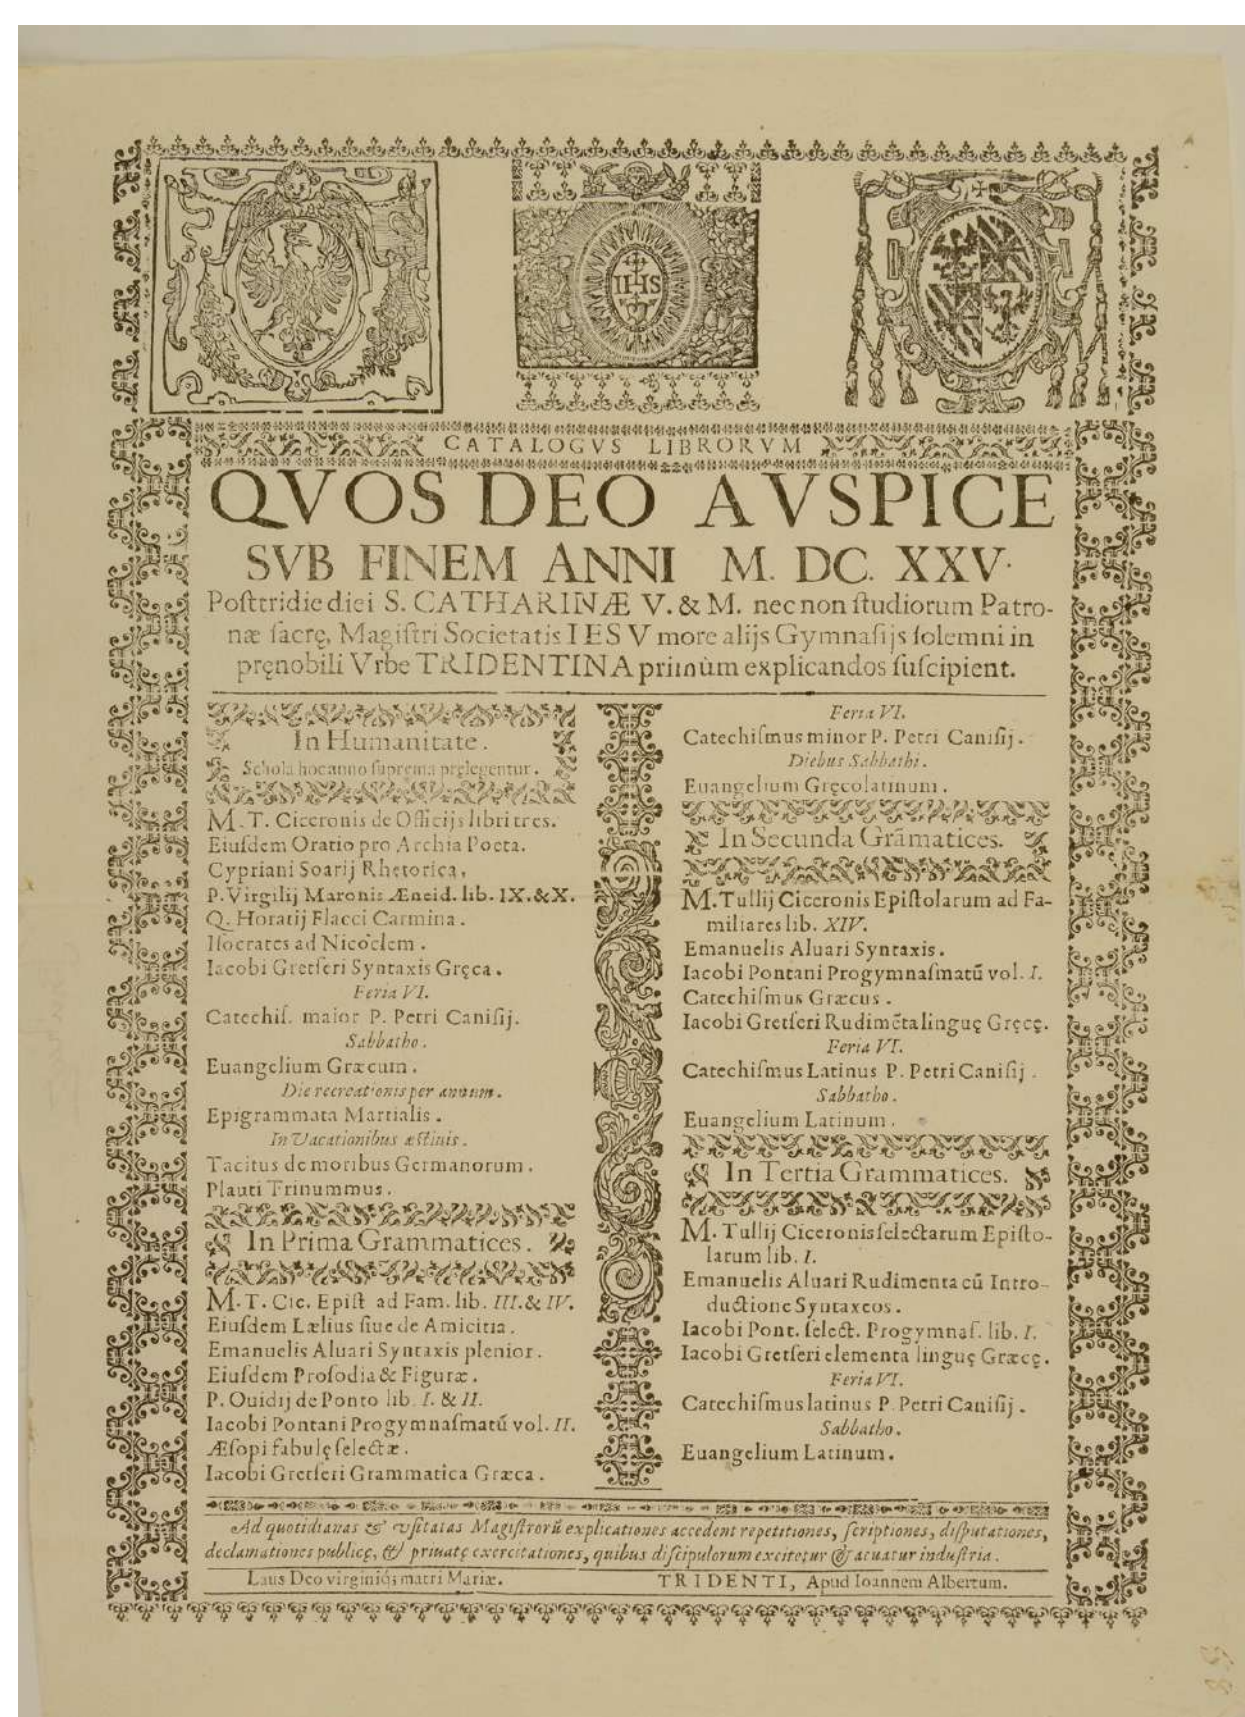 IHS
CATALOGVS LIBRORVM
QVOS DEO AVSPICE
SVB FINEM ANNI M. DC. XXV.
Poſtridie diei S. CATHARINÆ V. & M. nec non ſtudiorum Patro-
næ ſacrę, Magiſtri Societatis IESV more alijs Gymnaſijs ſolemni in
pręnobili Vrbe TRIDENTINA primùm explicandos ſuſcipient.
In Humanitate.
Schola hoc anno ſuprema pręlegentur.
M. T. Ciceronis de Officijs libri tres.
Eiuſdem Oratio pro Archia Poeta.
Cypriani Soarij Rhetorica,
P. Virgilij Maronis Æneid. lib. IX. & X.
Q. Horatij Flacci Carmina.
Iſocrates ad Nicoclem.
Iacobi Gretſeri Syntaxis Gręca.
Feria VI.
Catechiſ. maior P. Petri Caniſij.
Sabbatho.
Euangelium Græcum.
Die recreationis per annum.
Epigrammata Martialis.
In Vacationibus æſtiuis.
Tacitus de moribus Germanorum.
Plauti Trinummus.
In Prima Grammatices.
M. T. Cic. Epiſt ad Fam. lib. III. & IV.
Eiuſdem Lælius ſiue de Amicitia.
Emanuelis Aluari Syntaxis plenior.
Eiuſdem Proſodia & Figuræ.
P. Ouidij de Ponto lib. I. & II.
Iacobi Pontani Progymnaſmatũ vol. II.
Æſopi fabulę ſelectæ.
Iacobi Gretſeri Grammatica Græca.
Feria VI.
Catechiſmus minor P. Petri Caniſij.
Diebus Sabbathi.
Euangelium Gręcolatinum.
In Secunda Grãmatices.
M. Tullij Ciceronis Epiſtolarum ad Fa-
miliares lib. XIV.
Emanuelis Aluari Syntaxis.
Iacobi Pontani Progymnaſmatũ vol. I.
Catechiſmus Græcus.
Iacobi Gretſeri Rudimẽta linguę Gręcę.
Feria VI.
Catechiſmus Latinus P. Petri Caniſij.
Sabbatho.
Euangelium Latinum.
In Tertia Grammatices.
M. Tullij Ciceronis ſelectarum Epiſto-
larum lib. I.
Emanuelis Aluari Rudimenta cũ Intro-
ductione Syntaxeos.
Iacobi Pont. ſelect. Progymnaſ. lib. I.
Iacobi Gretſeri elementa linguę Græcę.
Feria VI.
Catechiſmus latinus P. Petri Caniſij.
Sabbatho.
Euangelium Latinum.
Ad quotidianas & vſitatas Magiſtrorũ explicationes accedent repetitiones, ſcriptiones, diſputationes,
declamationes publicę, & priuatę exercitationes, quibus diſcipulorum excitetur & acuatur induſtria.
Laus Deo virginiq; matri Mariæ.
TRIDENTI, Apud Ioannem Albertum.